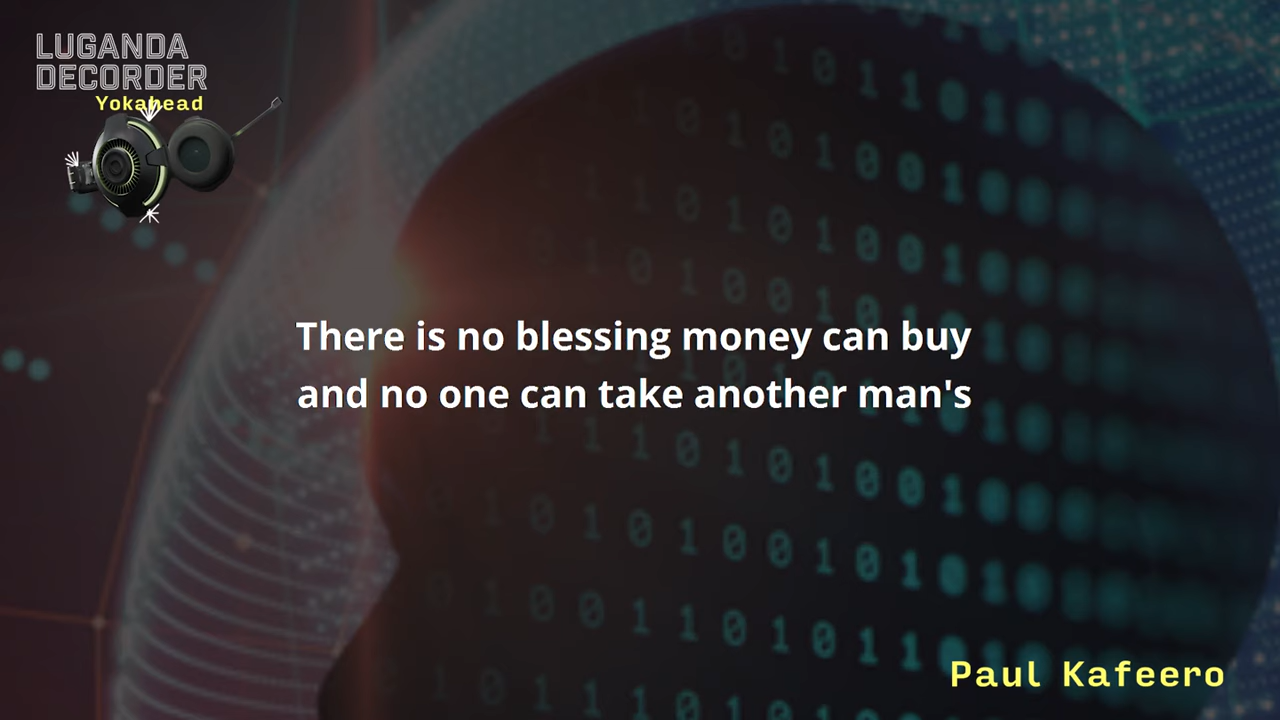 LUGANDA
DECORDER
Yokahead
There is no blessing money can buy
and no one can take another man's
Paul Kafeero